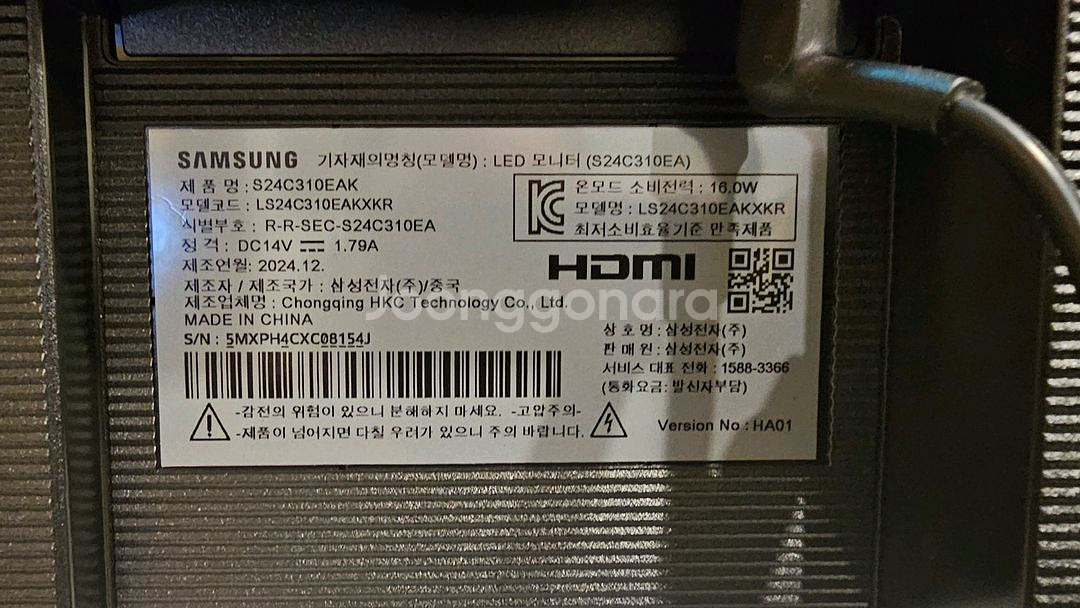 SAMSUNG 기자재의명칭(모델명) : LED 모니터 (S24C310EA)
제 품 명 : S24C310EAK
모델코드 : LS24C310EAKXKR
식별부호 : R-R-SEC-S24C310EA
정 격 : DC14V ⎓ 1.79A
제조연월: 2024.12.
제조자 / 제조국가 : 삼성전자(주)/중국
제조업체명 : Chongqing HKC Technology Co., Ltd.
MADE IN CHINA
S/N : 5MXPH4CXC08154J
온모드 소비전력 : 16.0W
모델명 : LS24C310EAKXKR
최저소비효율기준 만족제품
HDMI
상 호 명 : 삼성전자(주)
판 매 원 : 삼성전자(주)
서비스 대표 전화 : 1588-3366
(통화요금: 발신자부담)
-감전의 위험이 있으니 분해하지 마세요. -고압주의-
-제품이 넘어지면 다칠 우려가 있으니 주의 바랍니다.
Version No : HA01
Joonggonara